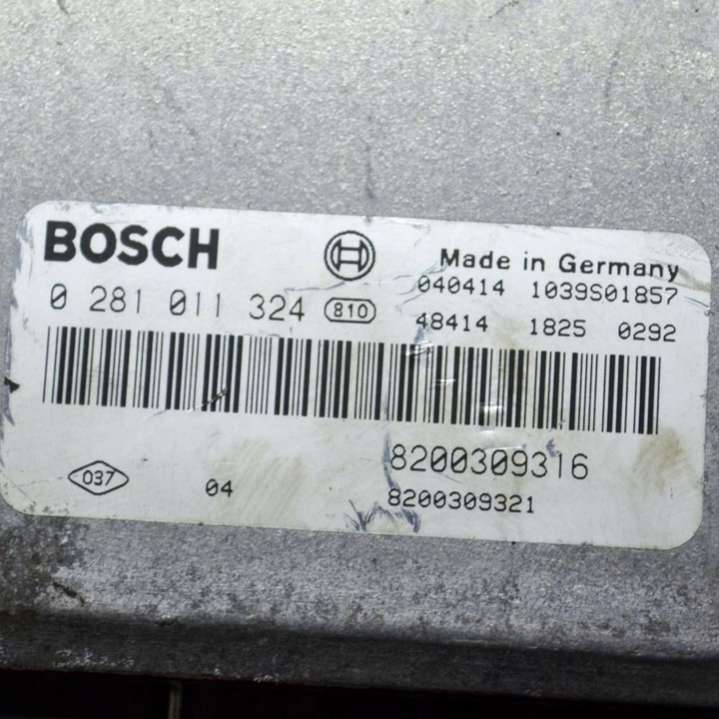 BOSCH
Made in Germany
0 281 011 324 810
040414 1039S01857
48414 1825 0292
8200309316
037 04
8200309321